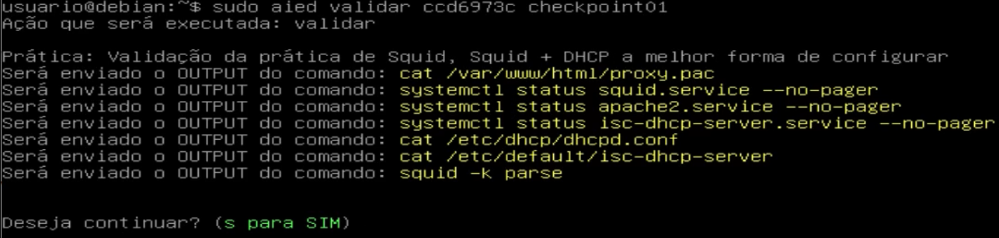 usuario@debian:~$ sudo aied validar ccd6973c checkpoint01
Ação que será executada: validar
Prática: Validação da prática de Squid, Squid + DHCP a melhor forma de configurar
Será enviado o OUTPUT do comando: cat /var/www/html/proxy.pac
Será enviado o OUTPUT do comando: systemctl status squid.service --no-pager
Será enviado o OUTPUT do comando: systemctl status apache2.service --no-pager
Será enviado o OUTPUT do comando: systemctl status isc-dhcp-server.service --no-pager
Será enviado o OUTPUT do comando: cat /etc/dhcp/dhcpd.conf
Será enviado o OUTPUT do comando: cat /etc/default/isc-dhcp-server
Será enviado o OUTPUT do comando: squid -k parse
Deseja continuar? (s para SIM)